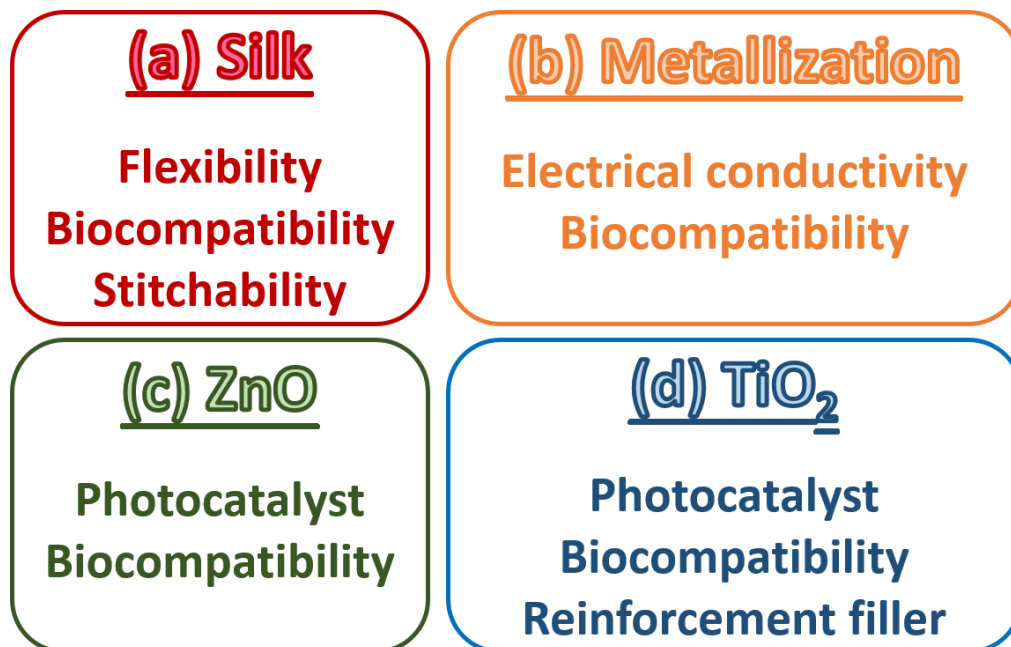 (a) Silk
Flexibility
Biocompatibility
Stitchability
(b) Metallization
Electrical conductivity
Biocompatibility
(c) ZnO
Photocatalyst
Biocompatibility
(d) TiO₂
Photocatalyst
Biocompatibility
Reinforcement filler